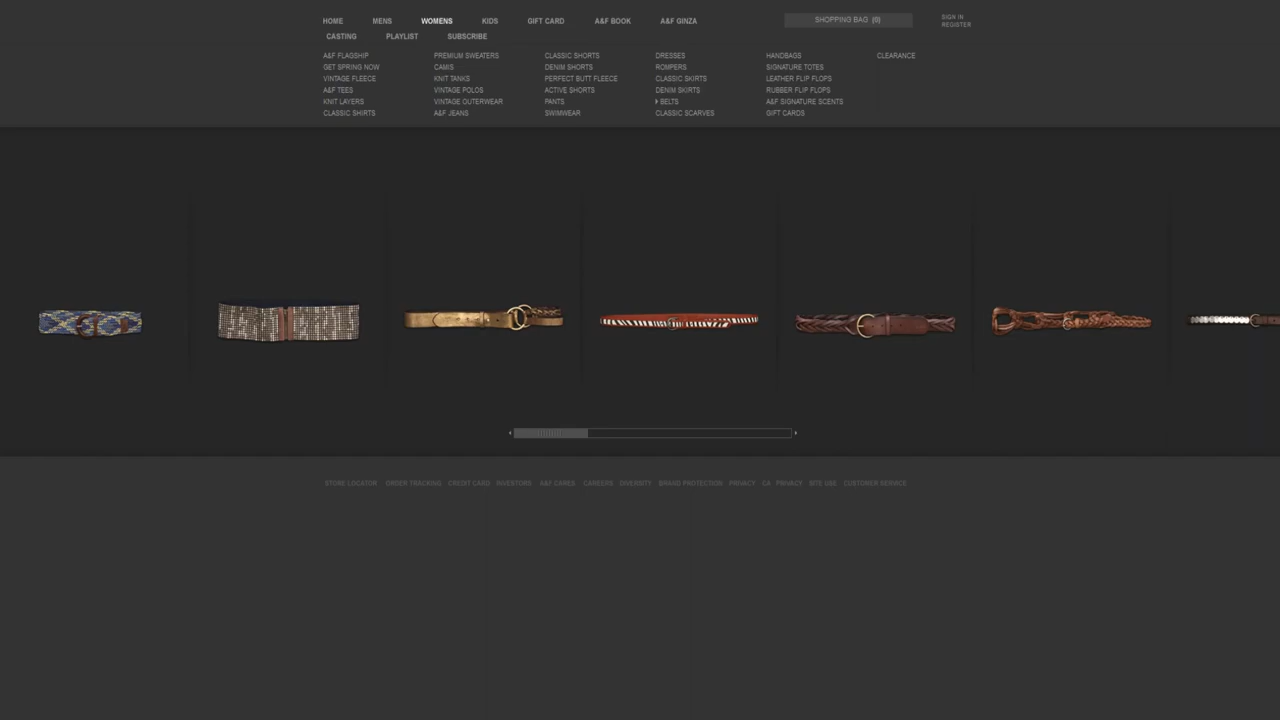 HOME MENS WOMENS KIDS GIFT CARD A&F BOOK A&F GINZA
CASTING PLAYLIST SUBSCRIBE
SHOPPING BAG (0)
SIGN IN
REGISTER
A&F FLAGSHIP PREMIUM SWEATERS CLASSIC SHORTS DRESSES HANDBAGS CLEARANCE
GET SPRING NOW CAMIS DENIM SHORTS ROMPERS SIGNATURE TOTES
VINTAGE FLEECE KNIT TANKS PERFECT BUTT FLEECE CLASSIC SKIRTS LEATHER FLIP FLOPS
A&F TEES VINTAGE POLOS ACTIVE SHORTS DENIM SKIRTS RUBBER FLIP FLOPS
KNIT LAYERS VINTAGE OUTERWEAR PANTS BELTS A&F SIGNATURE SCENTS
CLASSIC SHIRTS A&F JEANS SWIMWEAR CLASSIC SCARVES GIFT CARDS
STORE LOCATOR ORDER TRACKING CREDIT CARD INVESTORS A&F CARES CAREERS DIVERSITY BRAND PROTECTION PRIVACY CA PRIVACY SITE USE CUSTOMER SERVICE